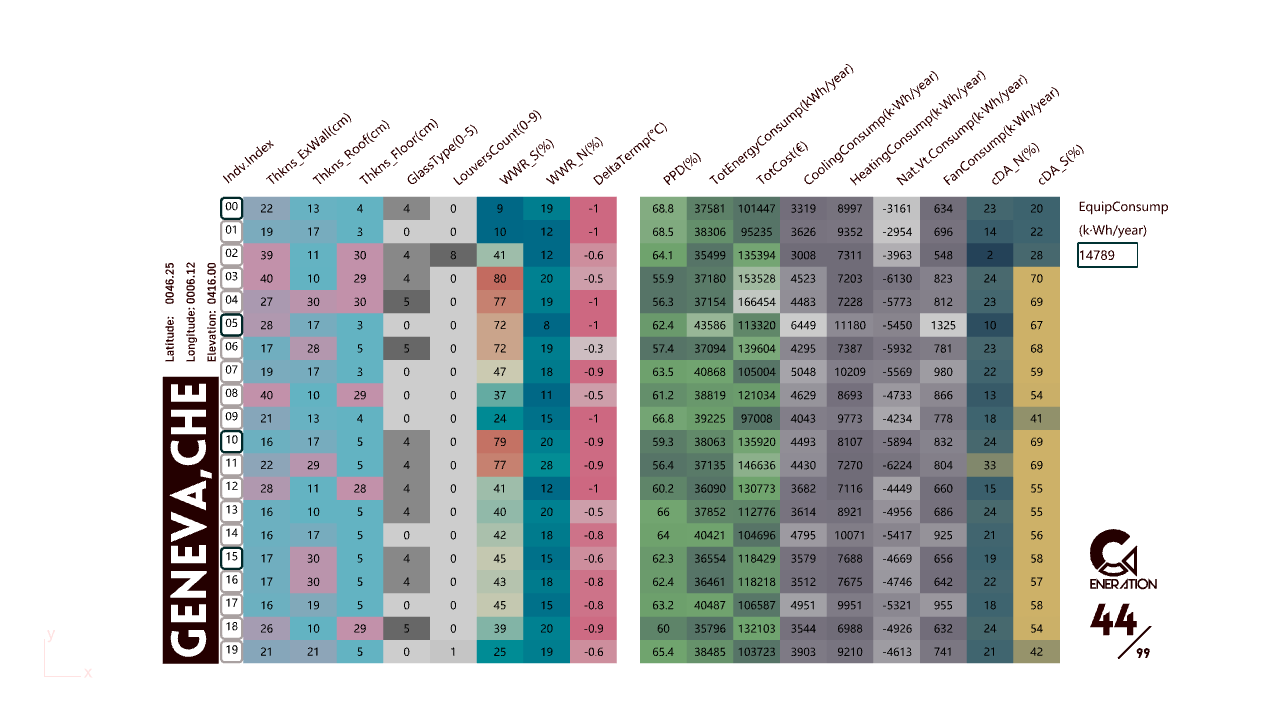 Indv.Index Thkns_ExWall(cm) Thkns_Roof(cm) Thkns_Floor(cm) GlassType(0-5) LouversCount(0-9) WWR_S(%) WWR_N(%) DeltaTermp(°C) PPD(%) TotEnergyConsump(kWh/year) TotCost(€) CoolingConsump(k·Wh/year) HeatingConsump(k·Wh/year) Nat.Vt.Consump(k·Wh/year) FanConsump(k·Wh/year) cDA_N(%) cDA_S(%)
00 22 13 4 4 0 9 19 -1 68.8 37581 101447 3319 8997 -3161 634 23 20
01 19 17 3 0 0 10 12 -1 68.5 38306 95235 3626 9352 -2954 696 14 22
02 39 11 30 4 8 41 12 -0.6 64.1 35499 135394 3008 7311 -3963 548 2 28
03 40 10 29 4 0 80 20 -0.5 55.9 37180 153528 4523 7203 -6130 823 24 70
04 27 30 30 5 0 77 19 -1 56.3 37154 166454 4483 7228 -5773 812 23 69
05 28 17 3 0 0 72 8 -1 62.4 43586 113320 6449 11180 -5450 1325 10 67
06 17 28 5 5 0 72 19 -0.3 57.4 37094 139604 4295 7387 -5932 781 23 68
07 19 17 3 0 0 47 18 -0.9 63.5 40868 105004 5048 10209 -5569 980 22 59
08 40 10 29 0 0 37 11 -0.5 61.2 38819 121034 4629 8693 -4733 866 13 54
09 21 13 4 0 0 24 15 -1 66.8 39225 97008 4043 9773 -4234 778 18 41
10 16 17 5 4 0 79 20 -0.9 59.3 38063 135920 4493 8107 -5894 832 24 69
11 22 29 5 4 0 77 28 -0.9 56.4 37135 146636 4430 7270 -6224 804 33 69
12 28 11 28 4 0 41 12 -1 60.2 36090 130773 3682 7116 -4449 660 15 55
13 16 10 5 4 0 40 20 -0.5 66 37852 112776 3614 8921 -4956 686 24 55
14 16 17 5 0 0 42 18 -0.8 64 40421 104696 4795 10071 -5417 925 21 56
15 17 30 5 4 0 45 15 -0.6 62.3 36554 118429 3579 7688 -4669 656 19 58
16 17 30 5 4 0 43 18 -0.8 62.4 36461 118218 3512 7675 -4746 642 22 57
17 16 19 5 0 0 45 15 -0.8 63.2 40487 106587 4951 9951 -5321 955 18 58
18 26 10 29 5 0 39 20 -0.9 60 35796 132103 3544 6988 -4926 632 24 54
19 21 21 5 0 1 25 19 -0.6 65.4 38485 103723 3903 9210 -4613 741 21 42
Latitude: 0046.25
Longitude: 0006.12
Elevation: 0416.00
GENEVA,CHE
EquipConsump
(k·Wh/year)
14789
ENERATION
44/99
y
x